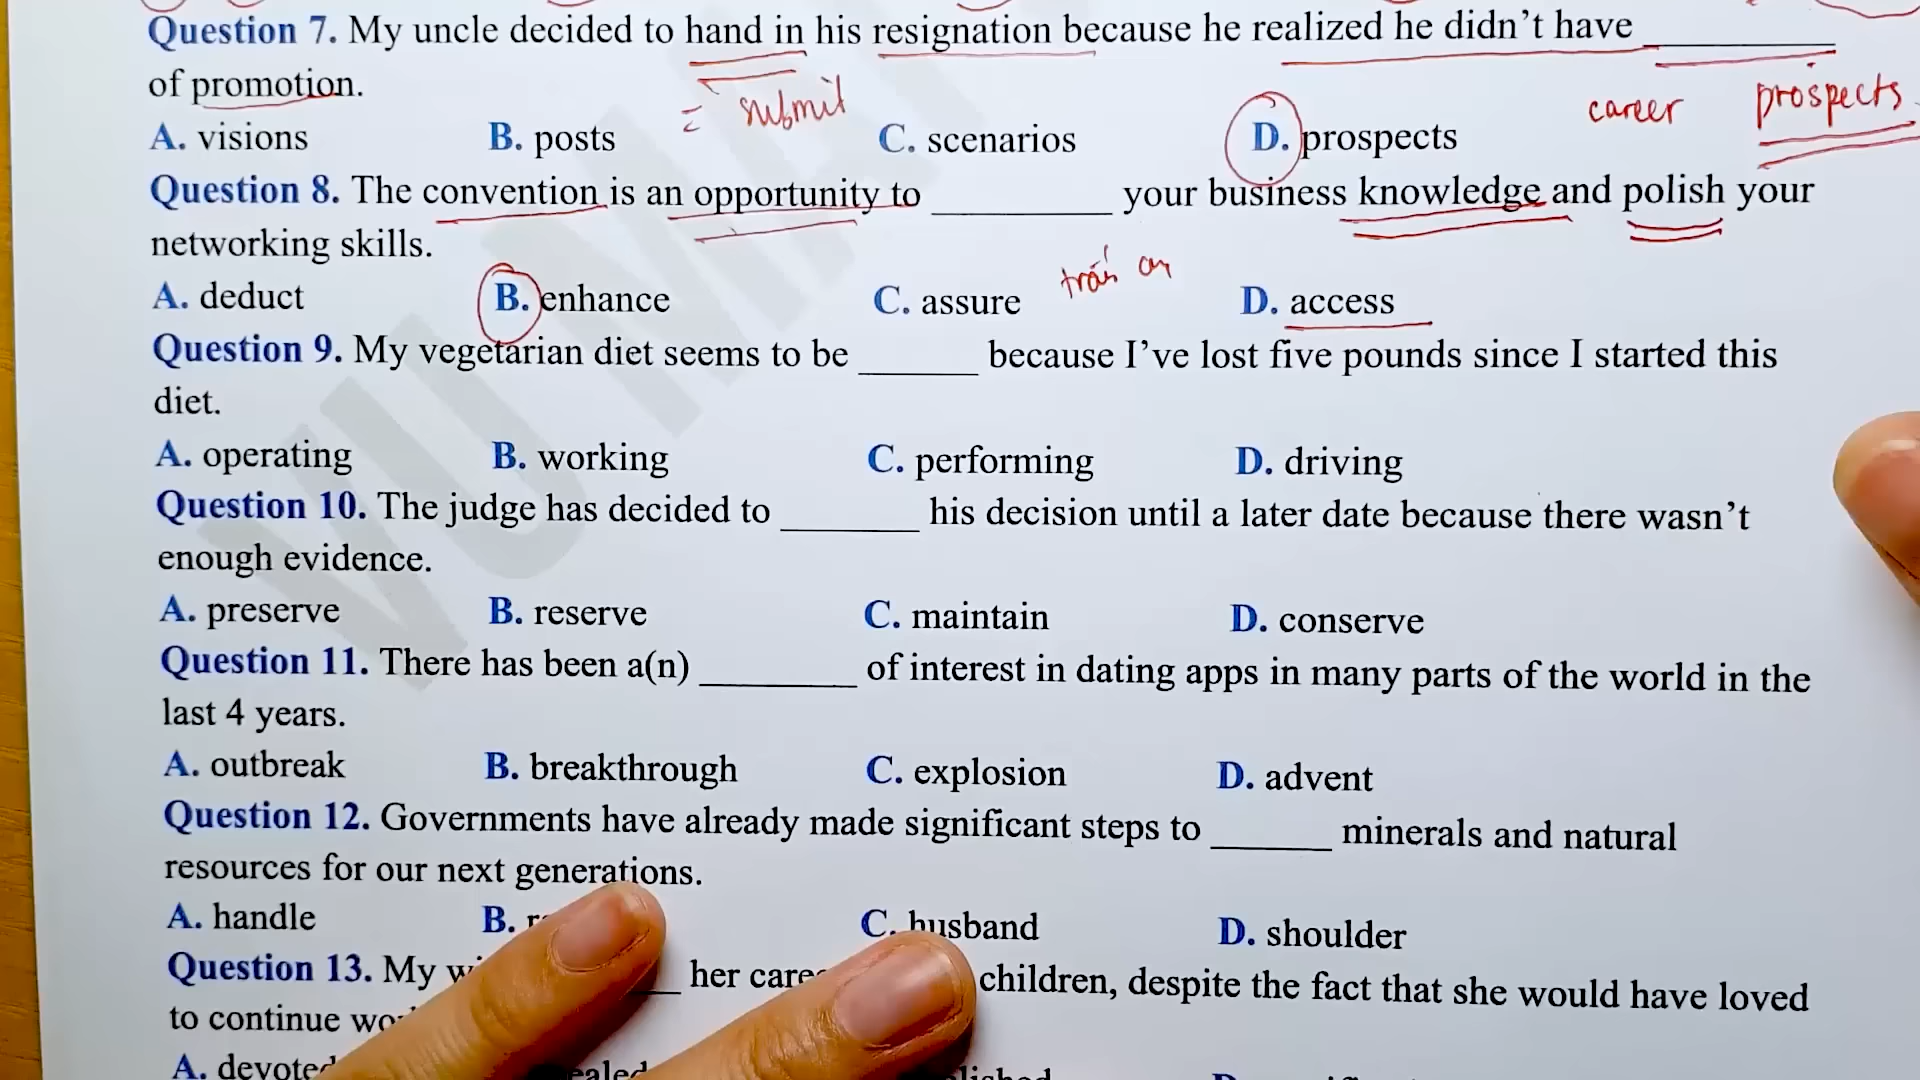 Question 7. My uncle decided to hand in his resignation because he realized he didn't have __________
of promotion.
= submit
career prospects
A. visions B. posts C. scenarios D. prospects
Question 8. The convention is an opportunity to __________ your business knowledge and polish your
networking skills.
trấn an
A. deduct B. enhance C. assure D. access
Question 9. My vegetarian diet seems to be ______ because I've lost five pounds since I started this
diet.
A. operating B. working C. performing D. driving
Question 10. The judge has decided to _______ his decision until a later date because there wasn't
enough evidence.
A. preserve B. reserve C. maintain D. conserve
Question 11. There has been a(n) ________ of interest in dating apps in many parts of the world in the
last 4 years.
A. outbreak B. breakthrough C. explosion D. advent
Question 12. Governments have already made significant steps to ______ minerals and natural
resources for our next generations.
A. handle B. C. husband D. shoulder
Question 13. My her children, despite the fact that she would have loved
to continue
A. devoted